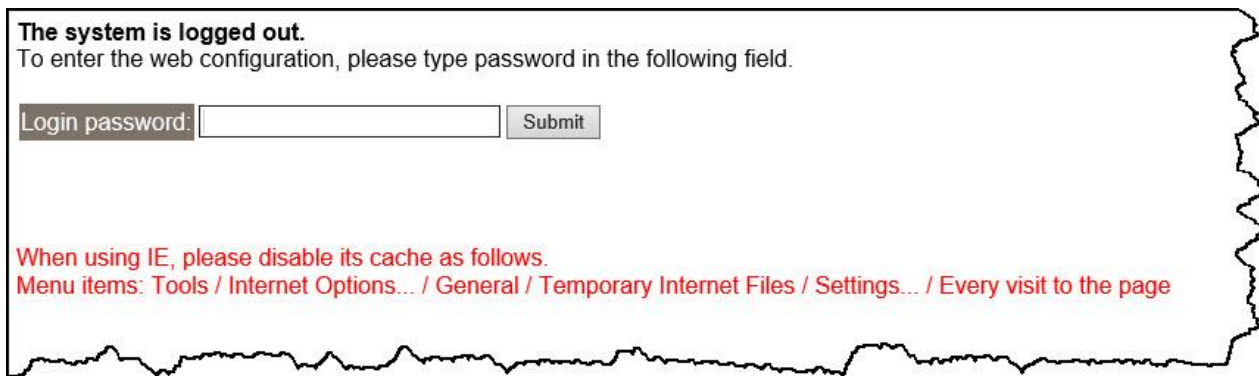 The system is logged out.
To enter the web configuration, please type password in the following field.
Login password:
Submit
When using IE, please disable its cache as follows.
Menu items: Tools / Internet Options... / General / Temporary Internet Files / Settings... / Every visit to the page